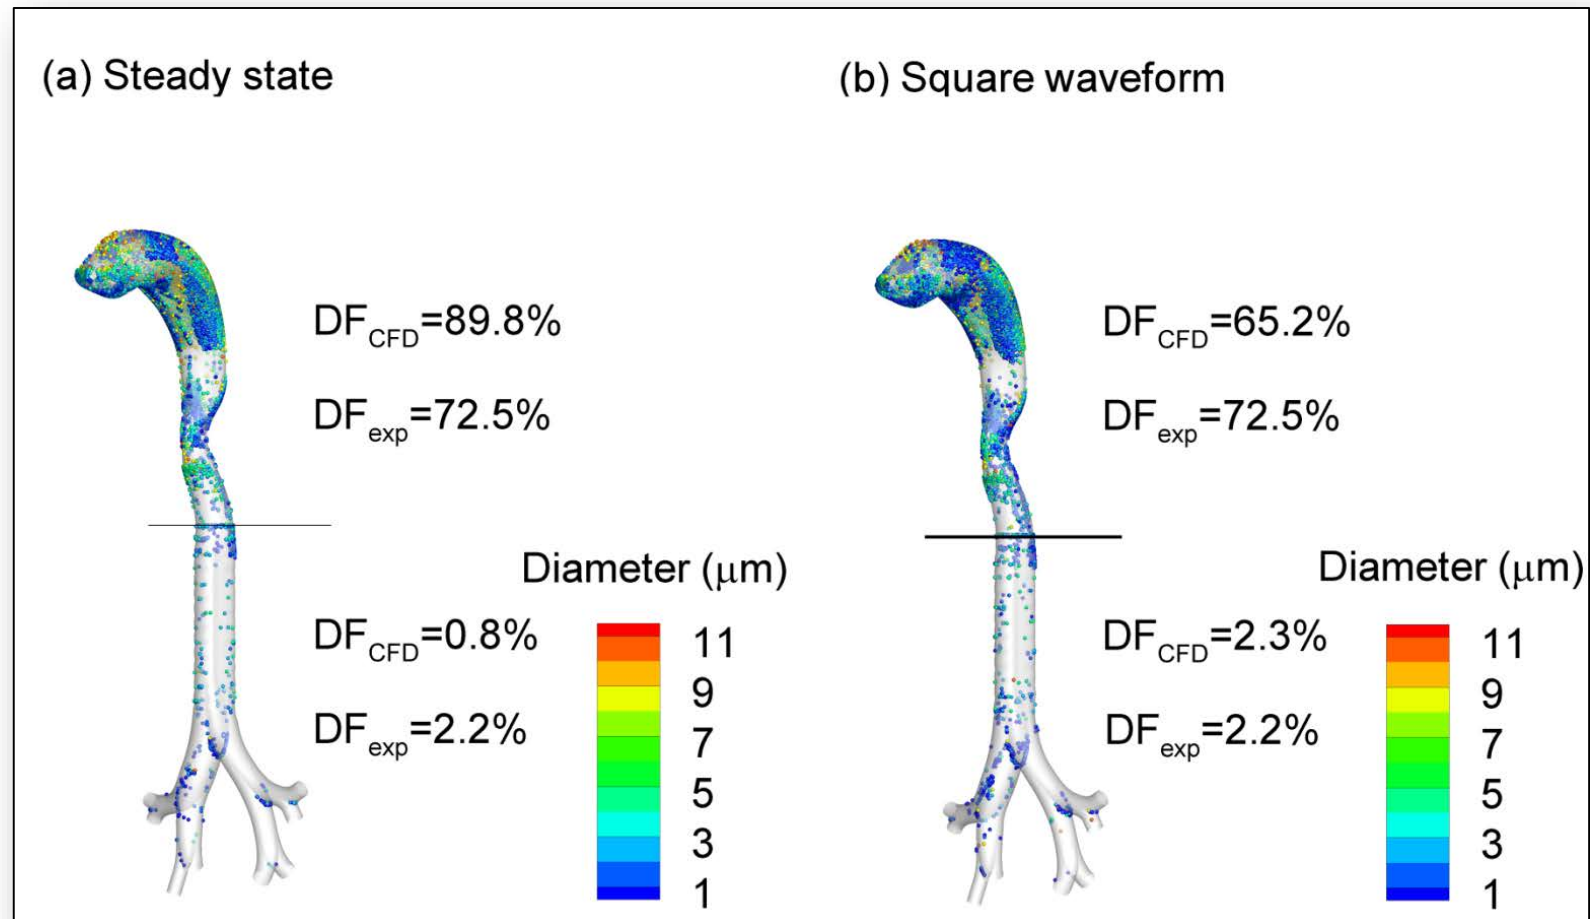 (a) Steady state
(b) Square waveform
DF_CFD=89.8%
DF_exp=72.5%
DF_CFD=65.2%
DF_exp=72.5%
Diameter (μm)
DF_CFD=0.8%
DF_exp=2.2%
11
9
7
5
3
1
Diameter (μm)
DF_CFD=2.3%
DF_exp=2.2%
11
9
7
5
3
1